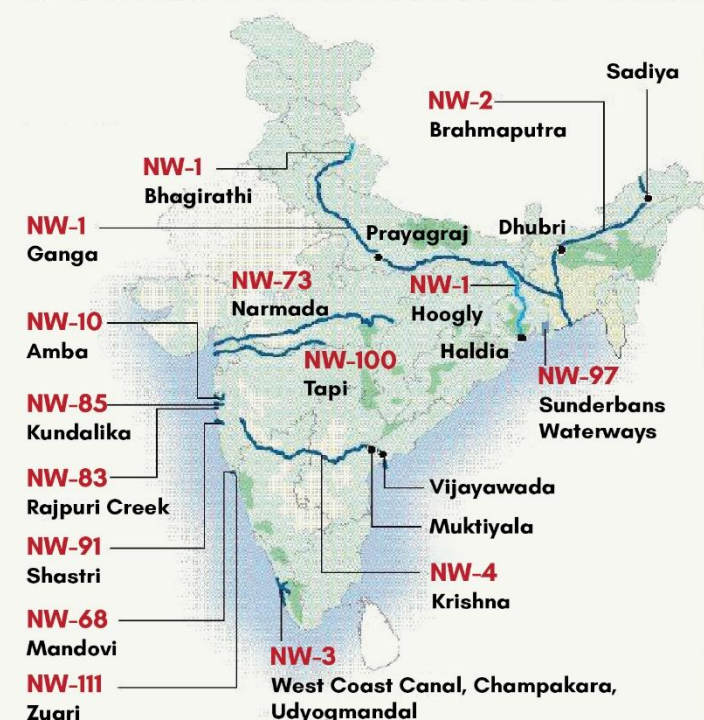 Sadiya
NW-2
Brahmaputra
NW-1
Bhagirathi
NW-1
Ganga
Prayagraj
Dhubri
NW-73
Narmada
NW-1
Hoogly
NW-10
Amba
Haldia
NW-100
Tapi
NW-97
Sunderbans
Waterways
NW-85
Kundalika
NW-83
Rajpuri Creek
Vijayawada
Muktiyala
NW-91
Shastri
NW-4
Krishna
NW-68
Mandovi
NW-3
West Coast Canal, Champakara,
Udyogmandal
NW-111
Zuari